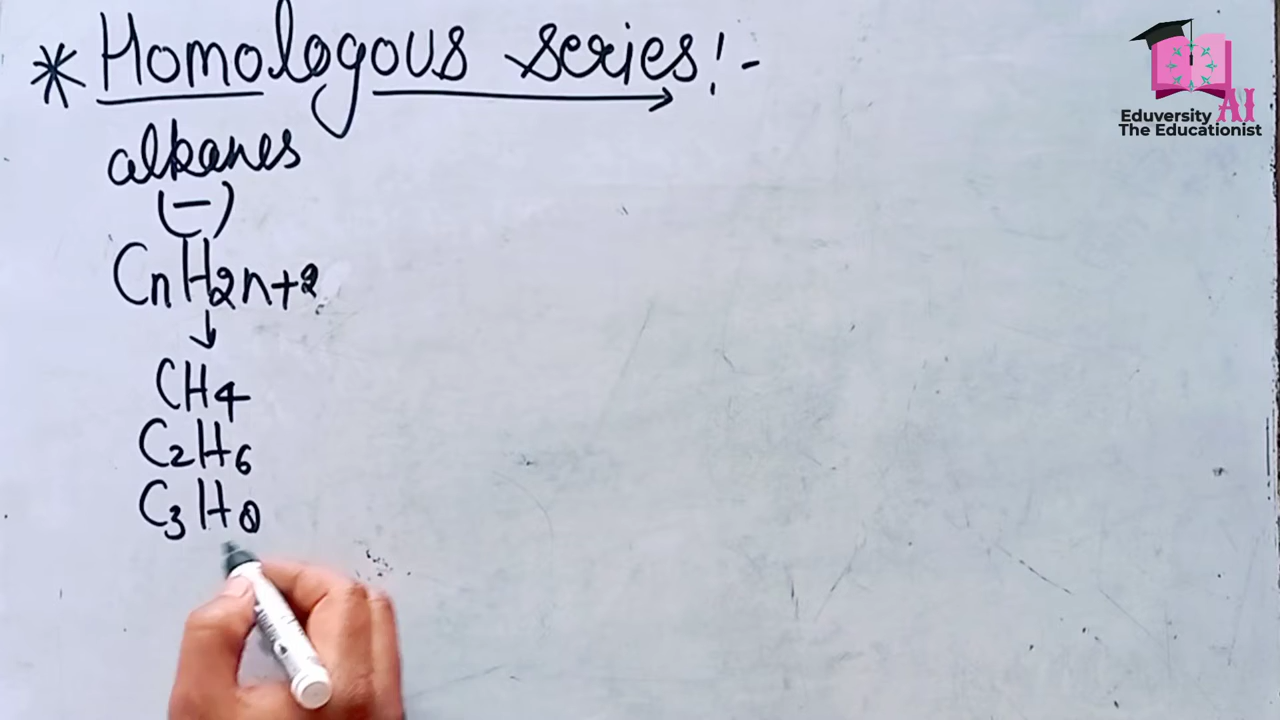 * Homologous series:-
alkanes
(-)
CnH2n+2
↓
CH4
C2H6
C3H8
Eduversity AI
The Educationist